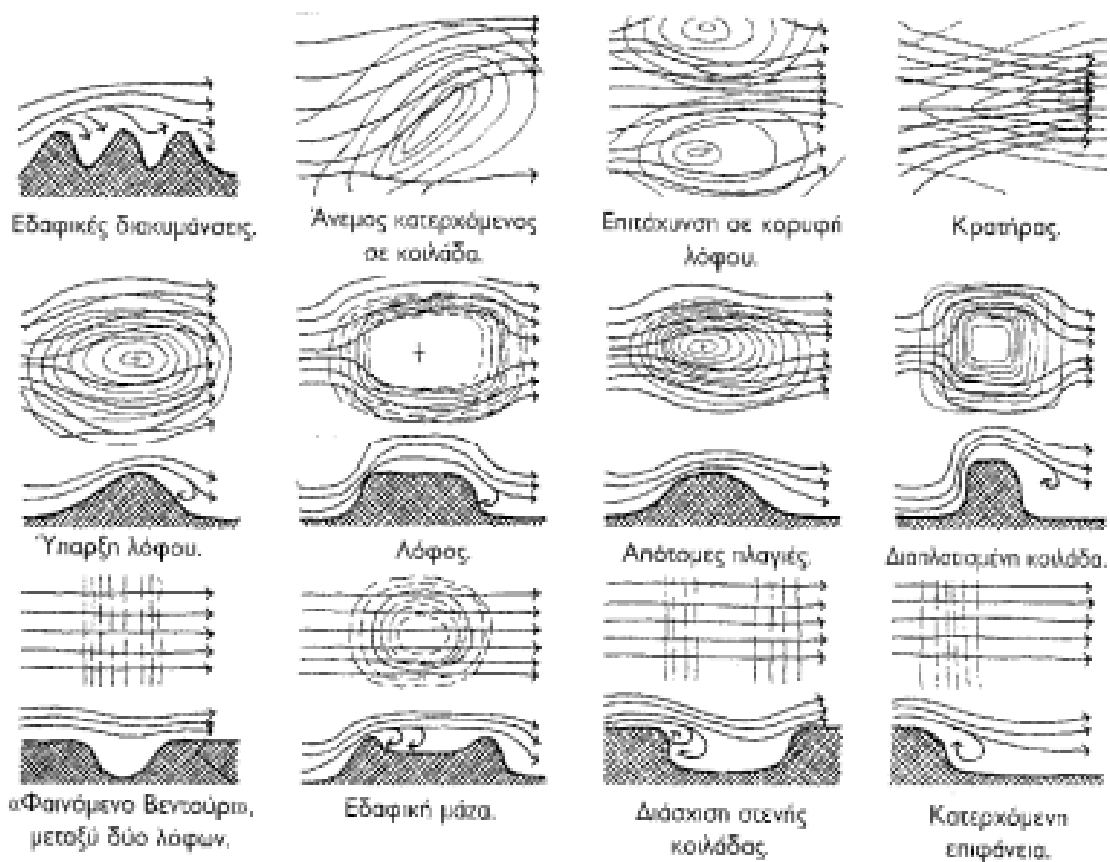 Εδαφικές διακυμάνσεις.
Άνεμος κατερχόμενος
σε κοιλάδα.
Επιτάχυνση σε κορυφή
λόφου.
Κρατήρας.
Ύπαρξη λόφου.
Λόφος.
Απότομες πλαγιές.
Διαπλατισμένη κοιλάδα.
«Φαινόμενο Βεντούρι»,
μεταξύ δύο λόφων.
Εδαφική μάζα.
Διάσχιση στενής
κοιλάδας.
Κατερχόμενη
επιφάνεια.